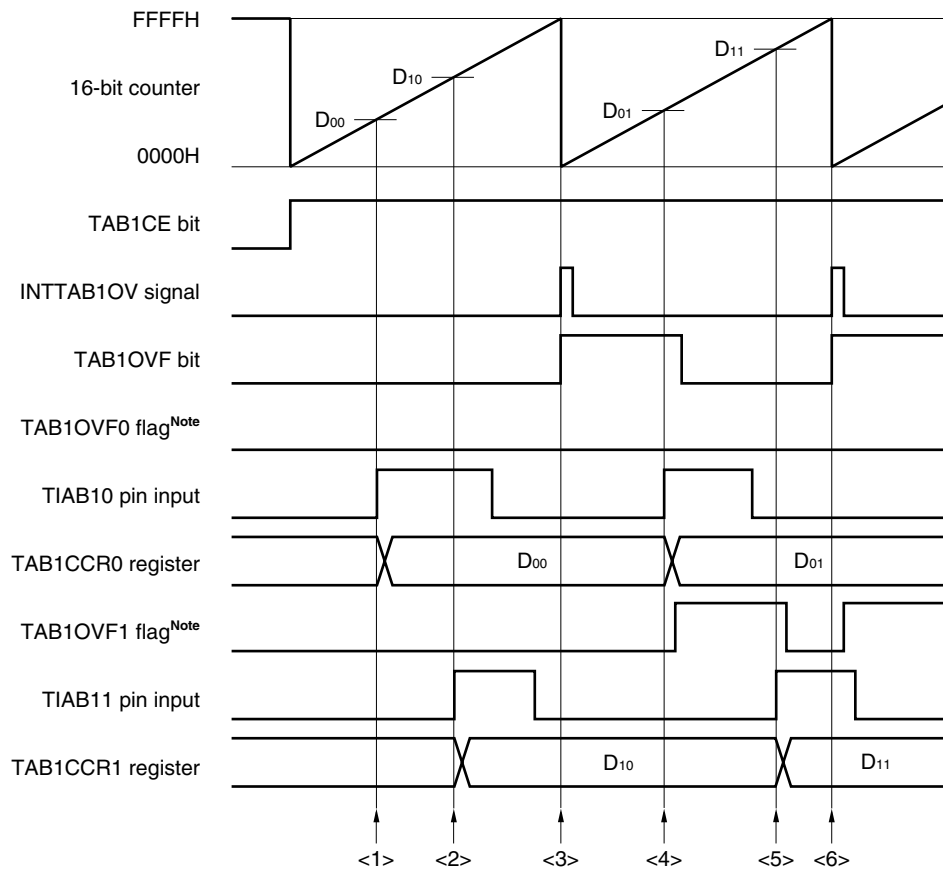 FFFFH
16-bit counter
0000H
D00
D10
D01
D11
TAB1CE bit
INTTAB1OV signal
TAB1OVF bit
TAB1OVF0 flagNote
TIAB10 pin input
TAB1CCR0 register
D00
D01
TAB1OVF1 flagNote
TIAB11 pin input
TAB1CCR1 register
D10
D11
<1> <2> <3> <4> <5> <6>